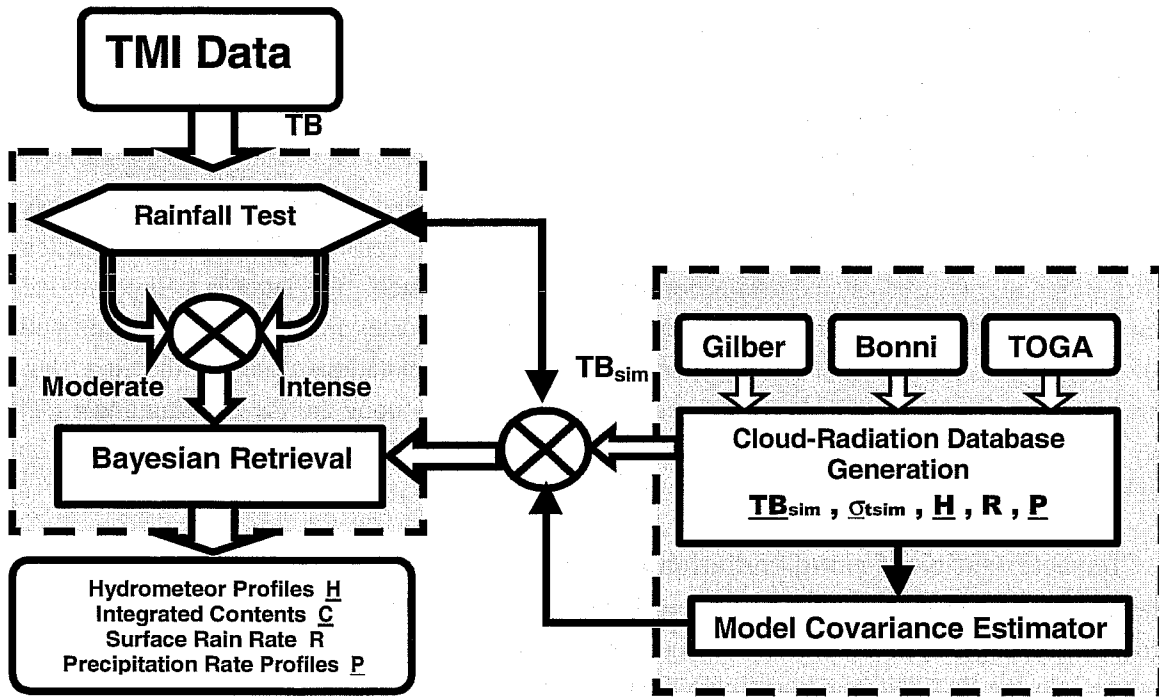 TMI Data
TB
Rainfall Test
Moderate
Intense
Bayesian Retrieval
Hydrometeor Profiles H
Integrated Contents C
Surface Rain Rate R
Precipitation Rate Profiles P
TBsim
Gilber
Bonni
TOGA
Cloud-Radiation Database
Generation
TBsim , σtsim , H , R , P
Model Covariance Estimator